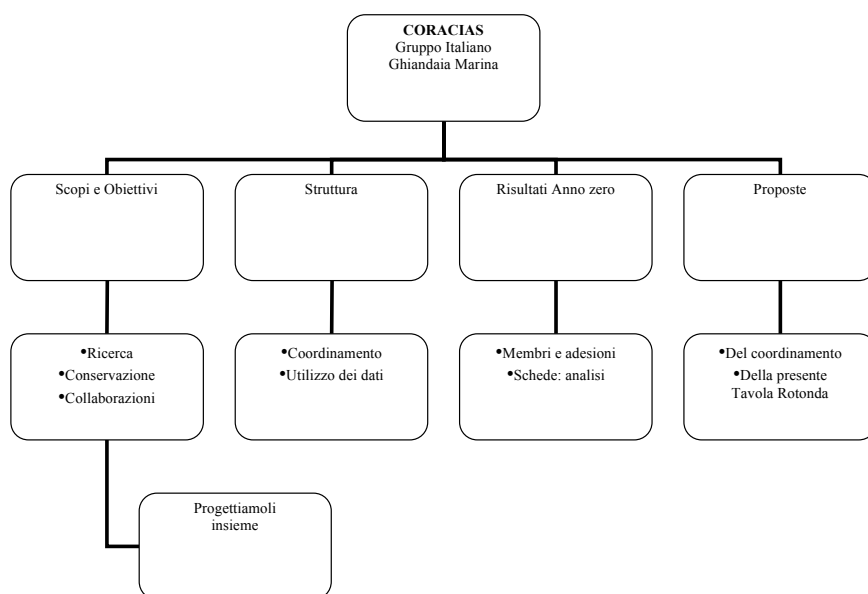 CORACIAS
Gruppo Italiano
Ghiandaia Marina
Scopi e Obiettivi
Struttura
Risultati Anno zero
Proposte
•Ricerca
•Conservazione
•Collaborazioni
•Coordinamento
•Utilizzo dei dati
•Membri e adesioni
•Schede: analisi
•Del coordinamento
•Della presente
Tavola Rotonda
Progettiamoli
insieme